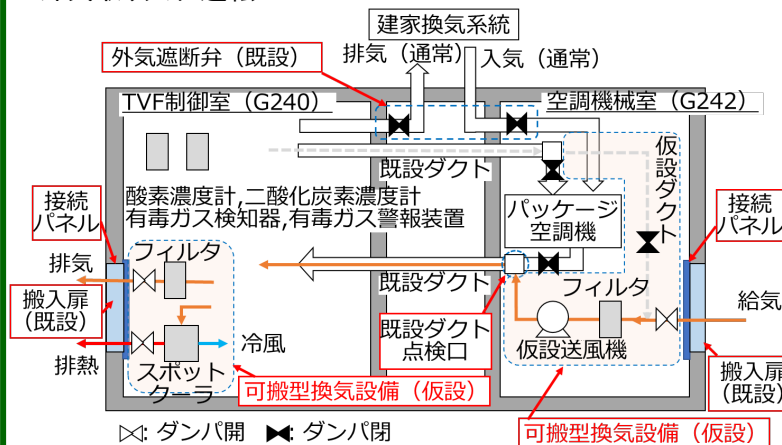 建家換気系統
外気遮断弁（既設）
排気（通常）
入気（通常）
TVF制御室（G240）
空調機械室（G242）
既設ダクト
仮設ダクト
酸素濃度計,二酸化炭素濃度計
有毒ガス検知器,有毒ガス警報装置
パッケージ
空調機
接続
パネル
接続
パネル
フィルタ
排気
既設ダクト
フィルタ
給気
搬入扉
（既設）
既設ダクト
点検口
仮設送風機
冷風
排熱
スポット
クーラ
可搬型換気設備（仮設）
搬入扉
（既設）
可搬型換気設備（仮設）
: ダンパ開
: ダンパ閉